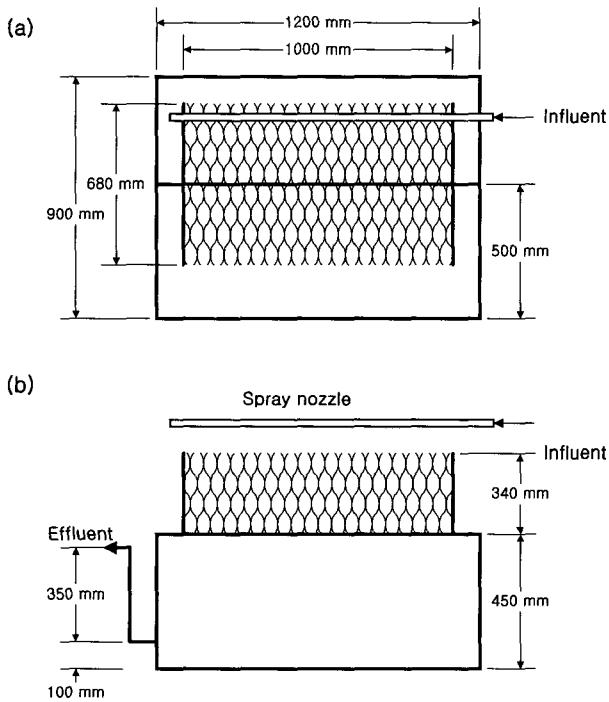 (a)
1200 mm
1000 mm
Influent
680 mm
900 mm
500 mm
(b)
Spray nozzle
Influent
340 mm
Effluent
350 mm
450 mm
100 mm